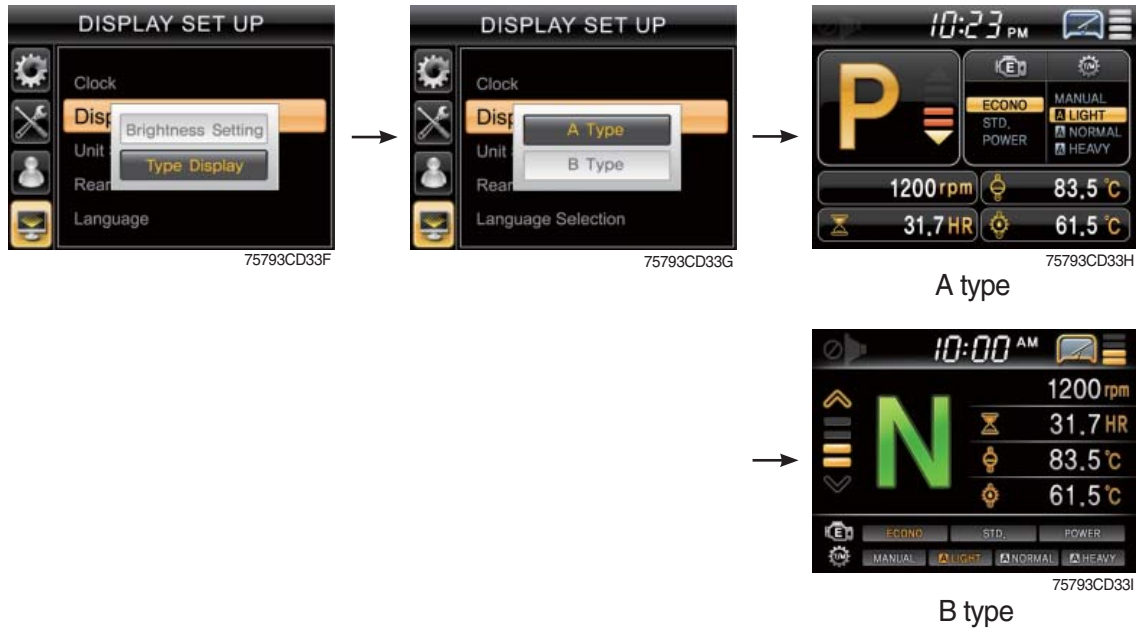 DISPLAY SET UP
Clock
Disp
Brightness Setting
Unit
Type Display
Rear
Language
75793CD33F
DISPLAY SET UP
Clock
Disp
A Type
Unit
B Type
Rear
Language Selection
75793CD33G
10:23 PM
P
E T/M
ECONO MANUAL
STD. A LIGHT
POWER A NORMAL
A HEAVY
1200 rpm 83.5 ℃
31.7 HR 61.5 ℃
75793CD33H
A type
10:00 AM
N
1200 rpm
31.7 HR
83.5 ℃
61.5 ℃
E ECONO STD. POWER
T/M MANUAL A LIGHT A NORMAL A HEAVY
75793CD33I
B type